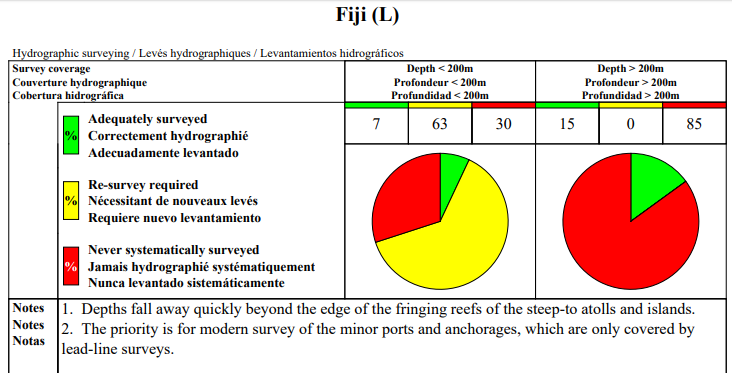 Fiji (L)
Hydrographic surveying / Levés hydrographiques / Levantamientos hidrográficos
Survey coverage
Couverture hydrographique
Cobertura hidrográfica
Depth < 200m
Profondeur < 200m
Profundidad < 200m
Depth > 200m
Profondeur > 200m
Profundidad > 200m
7 63 30 15 0 85
% Adequately surveyed
Correctement hydrographié
Adecuadamente levantado
% Re-survey required
Nécessitant de nouveaux levés
Requiere nuevo levantamiento
% Never systematically surveyed
Jamais hydrographié systématiquement
Nunca levantado sistemáticamente
Notes
Notes
Notas
1. Depths fall away quickly beyond the edge of the fringing reefs of the steep-to atolls and islands.
2. The priority is for modern survey of the minor ports and anchorages, which are only covered by
lead-line surveys.